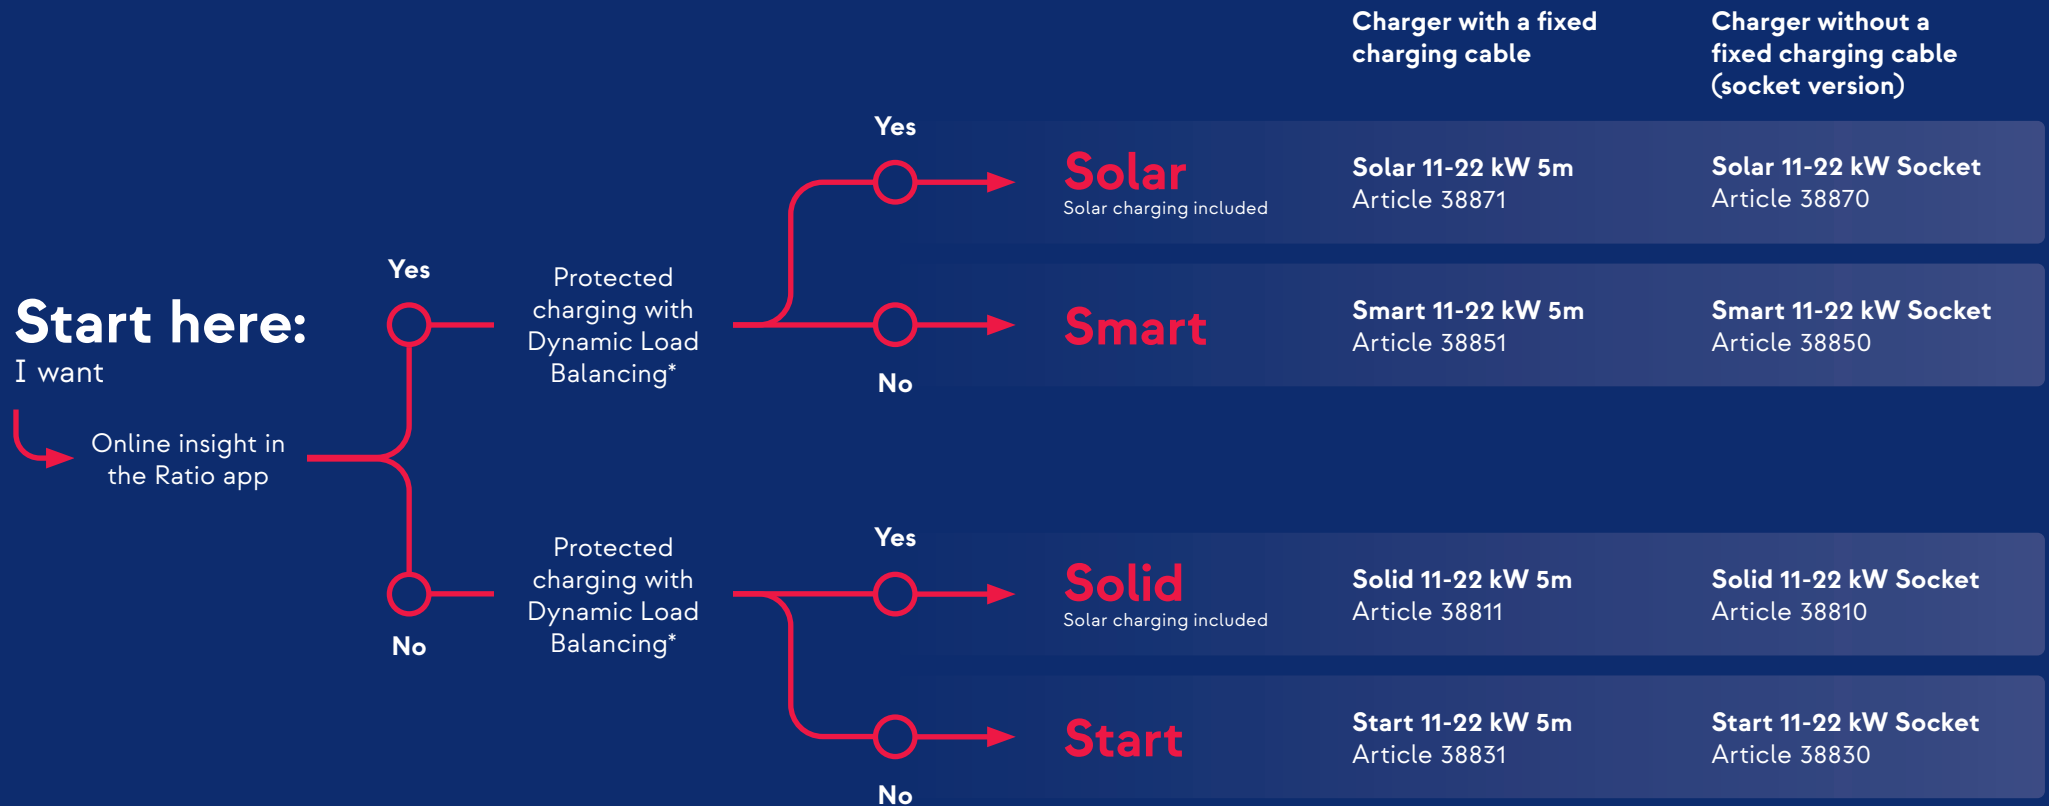 Charger with a fixed
charging cable
Charger without a
fixed charging cable
(socket version)
Start here:
I want
Online insight in
the Ratio app
Yes
Protected
charging with
Dynamic Load
Balancing*
Yes
Solar
Solar charging included
Solar 11-22 kW 5m
Article 38871
Solar 11-22 kW Socket
Article 38870
No
Smart
Smart 11-22 kW 5m
Article 38851
Smart 11-22 kW Socket
Article 38850
No
Protected
charging with
Dynamic Load
Balancing*
Yes
Solid
Solar charging included
Solid 11-22 kW 5m
Article 38811
Solid 11-22 kW Socket
Article 38810
No
Start
Start 11-22 kW 5m
Article 38831
Start 11-22 kW Socket
Article 38830